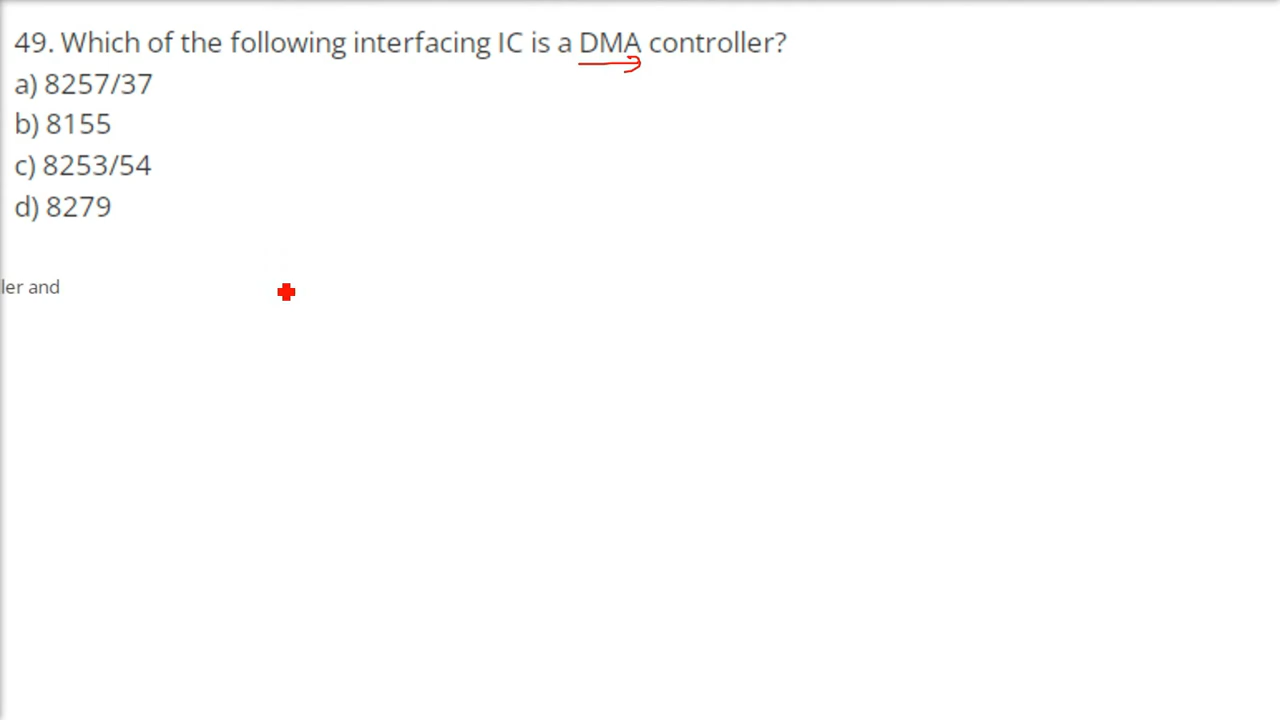 49. Which of the following interfacing IC is a DMA controller?
a) 8257/37
b) 8155
c) 8253/54
d) 8279
ler and